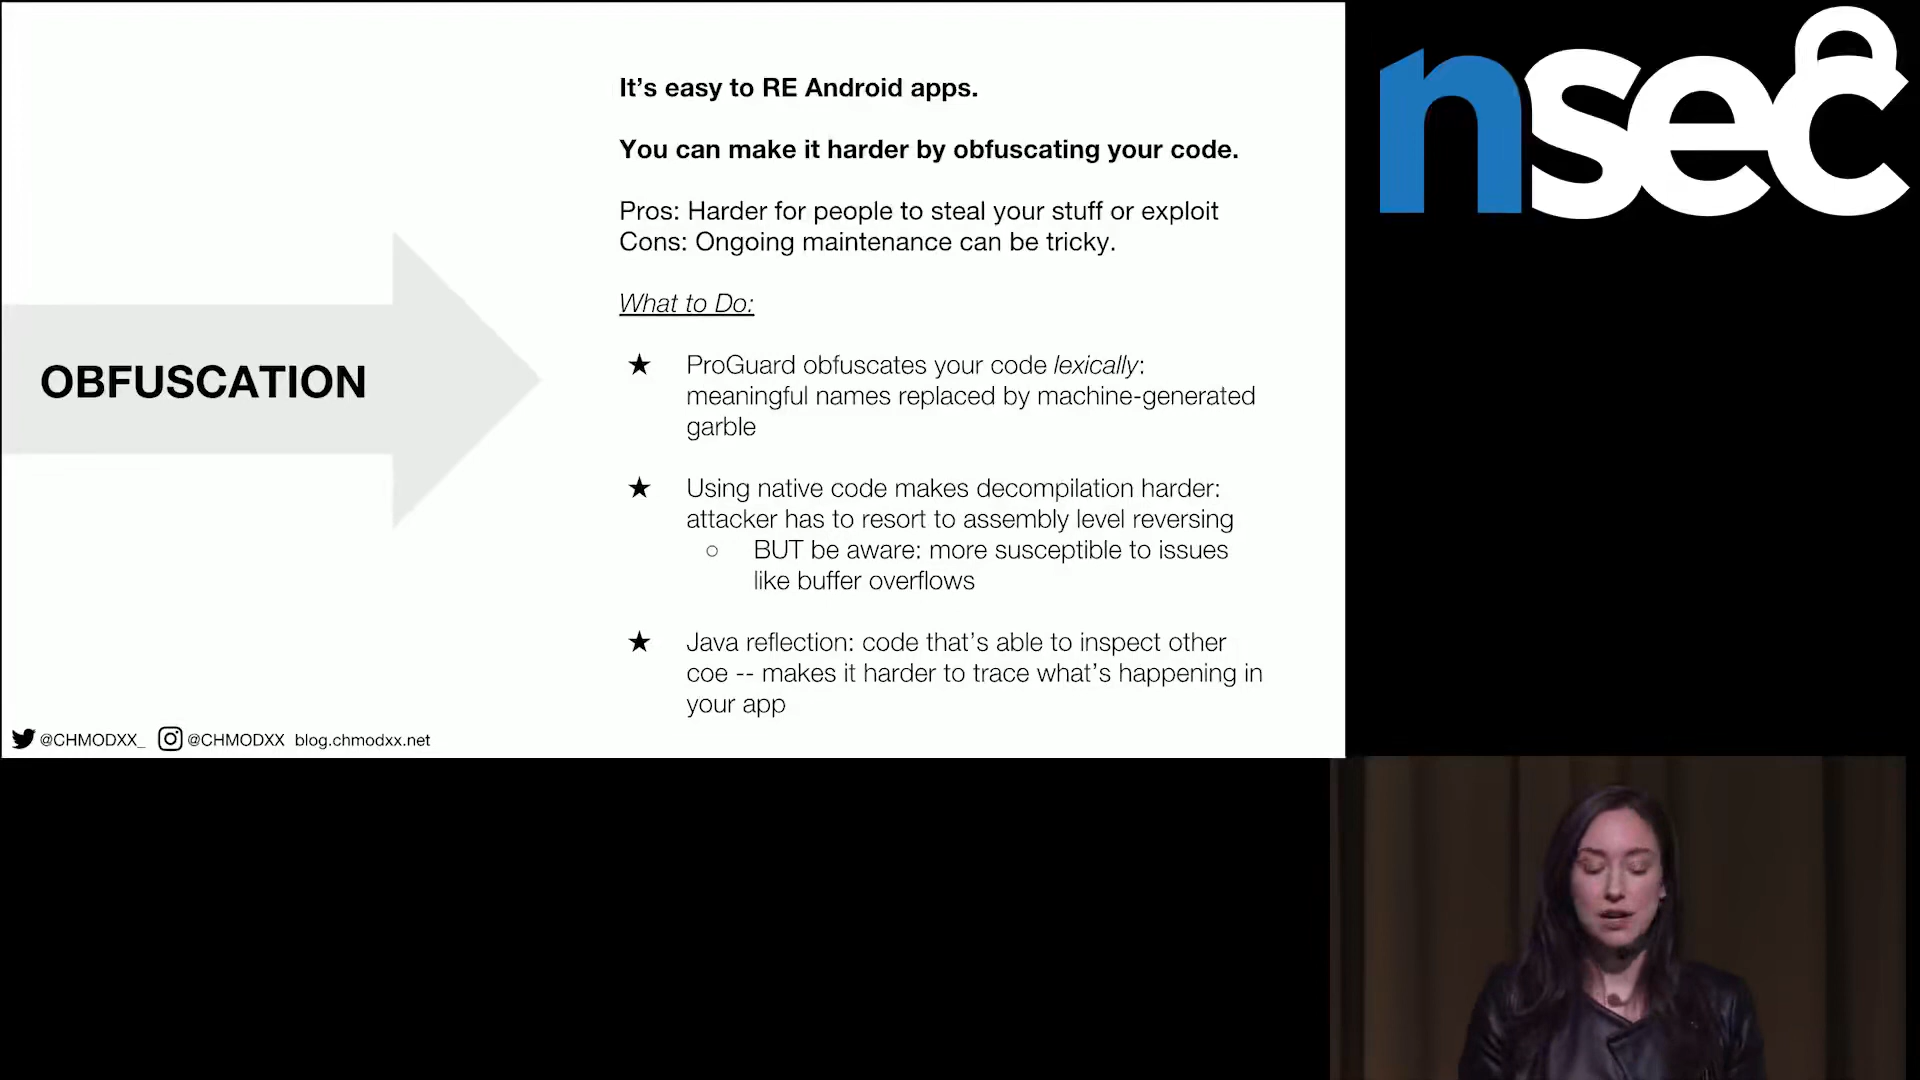 It’s easy to RE Android apps.
You can make it harder by obfuscating your code.
Pros: Harder for people to steal your stuff or exploit
Cons: Ongoing maintenance can be tricky.
What to Do:
OBFUSCATION
★ ProGuard obfuscates your code lexically:
meaningful names replaced by machine-generated
garble
★ Using native code makes decompilation harder:
attacker has to resort to assembly level reversing
○ BUT be aware: more susceptible to issues
like buffer overflows
★ Java reflection: code that’s able to inspect other
coe -- makes it harder to trace what’s happening in
your app
@CHMODXX_ @CHMODXX blog.chmodxx.net
nsec